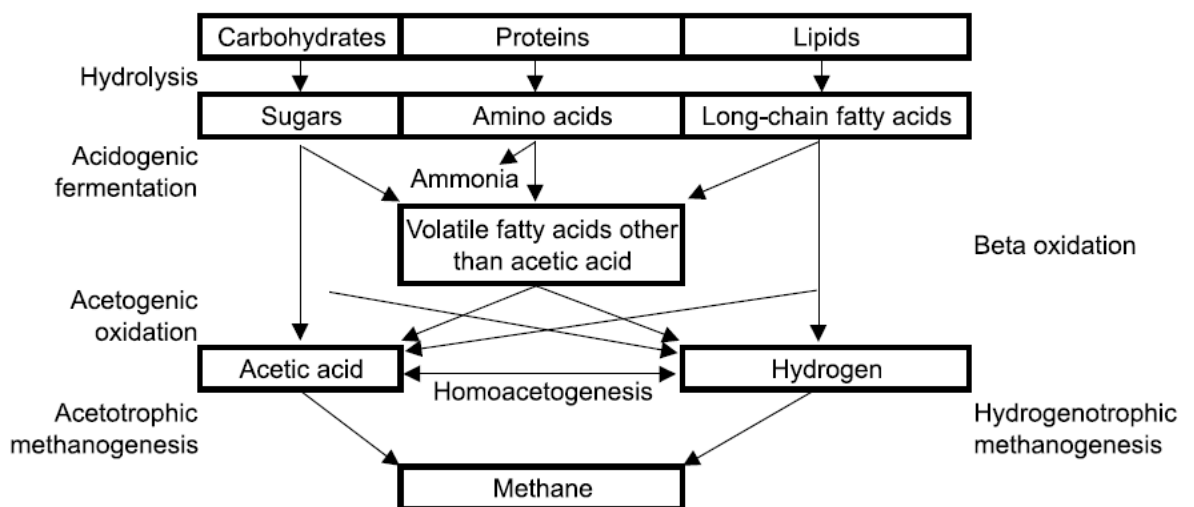 Carbohydrates Proteins Lipids
Hydrolysis
Sugars Amino acids Long-chain fatty acids
Acidogenic
fermentation
Ammonia
Volatile fatty acids other
than acetic acid
Beta oxidation
Acetogenic
oxidation
Acetic acid Hydrogen
Homoacetogenesis
Acetotrophic
methanogenesis
Hydrogenotrophic
methanogenesis
Methane